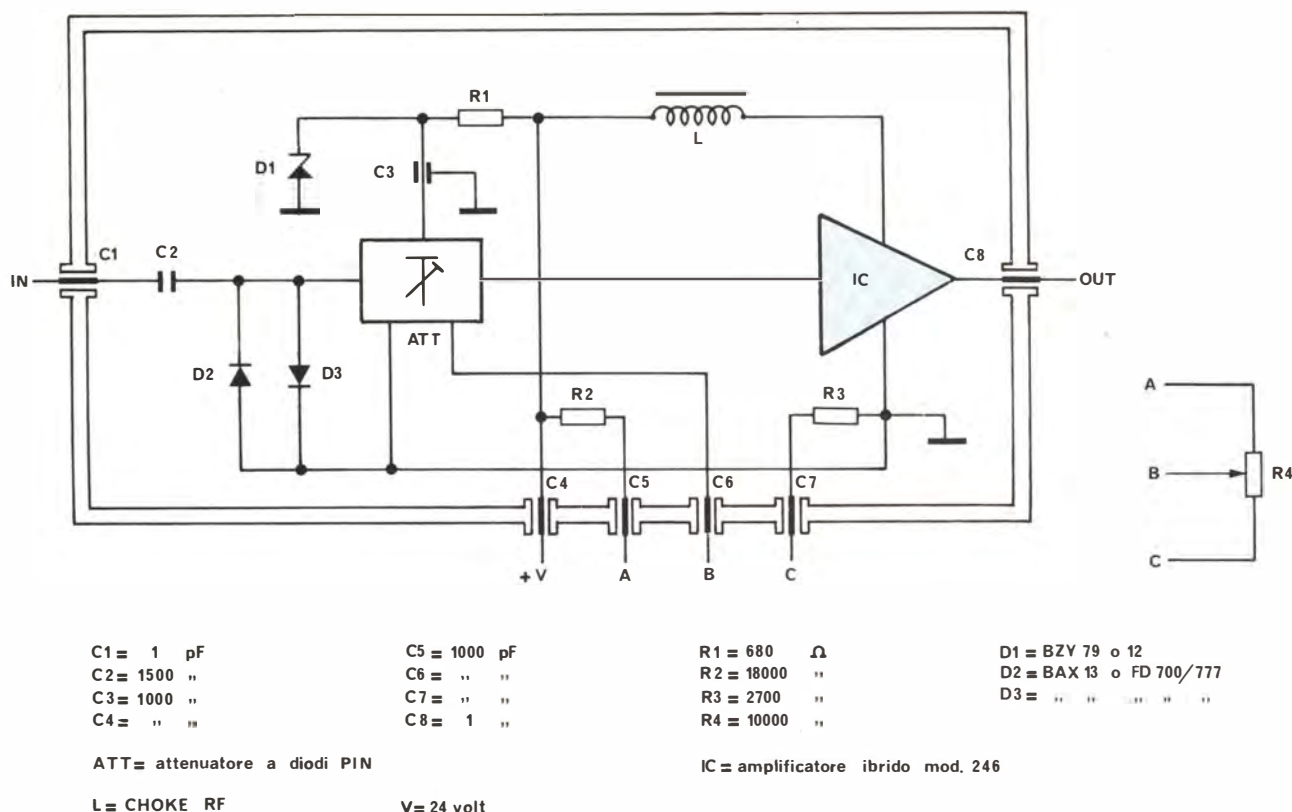 R1
L
D1
C3
C1
C2
IN
ATT
IC
C8
OUT
D2
D3
R2
R3
C4
C5
C6
C7
+ V
A
B
C
A
B
R4
C
C1 = 1 pF
C2 = 1500 ,,
C3 = 1000 ,,
C4 = ,, ,,
C5 = 1000 pF
C6 = ,, ,,
C7 = ,, ,,
C8 = 1 ,,
R1 = 680 Ω
R2 = 18000 ,,
R3 = 2700 ,,
R4 = 10000 ,,
D1 = BZY 79 o 12
D2 = BAX 13 o FD 700/777
D3 = ,, ,, ,, ,, ,,
ATT = attenuatore a diodi PIN
IC = amplificatore ibrido mod. 246
L = CHOKE RF
V = 24 volt